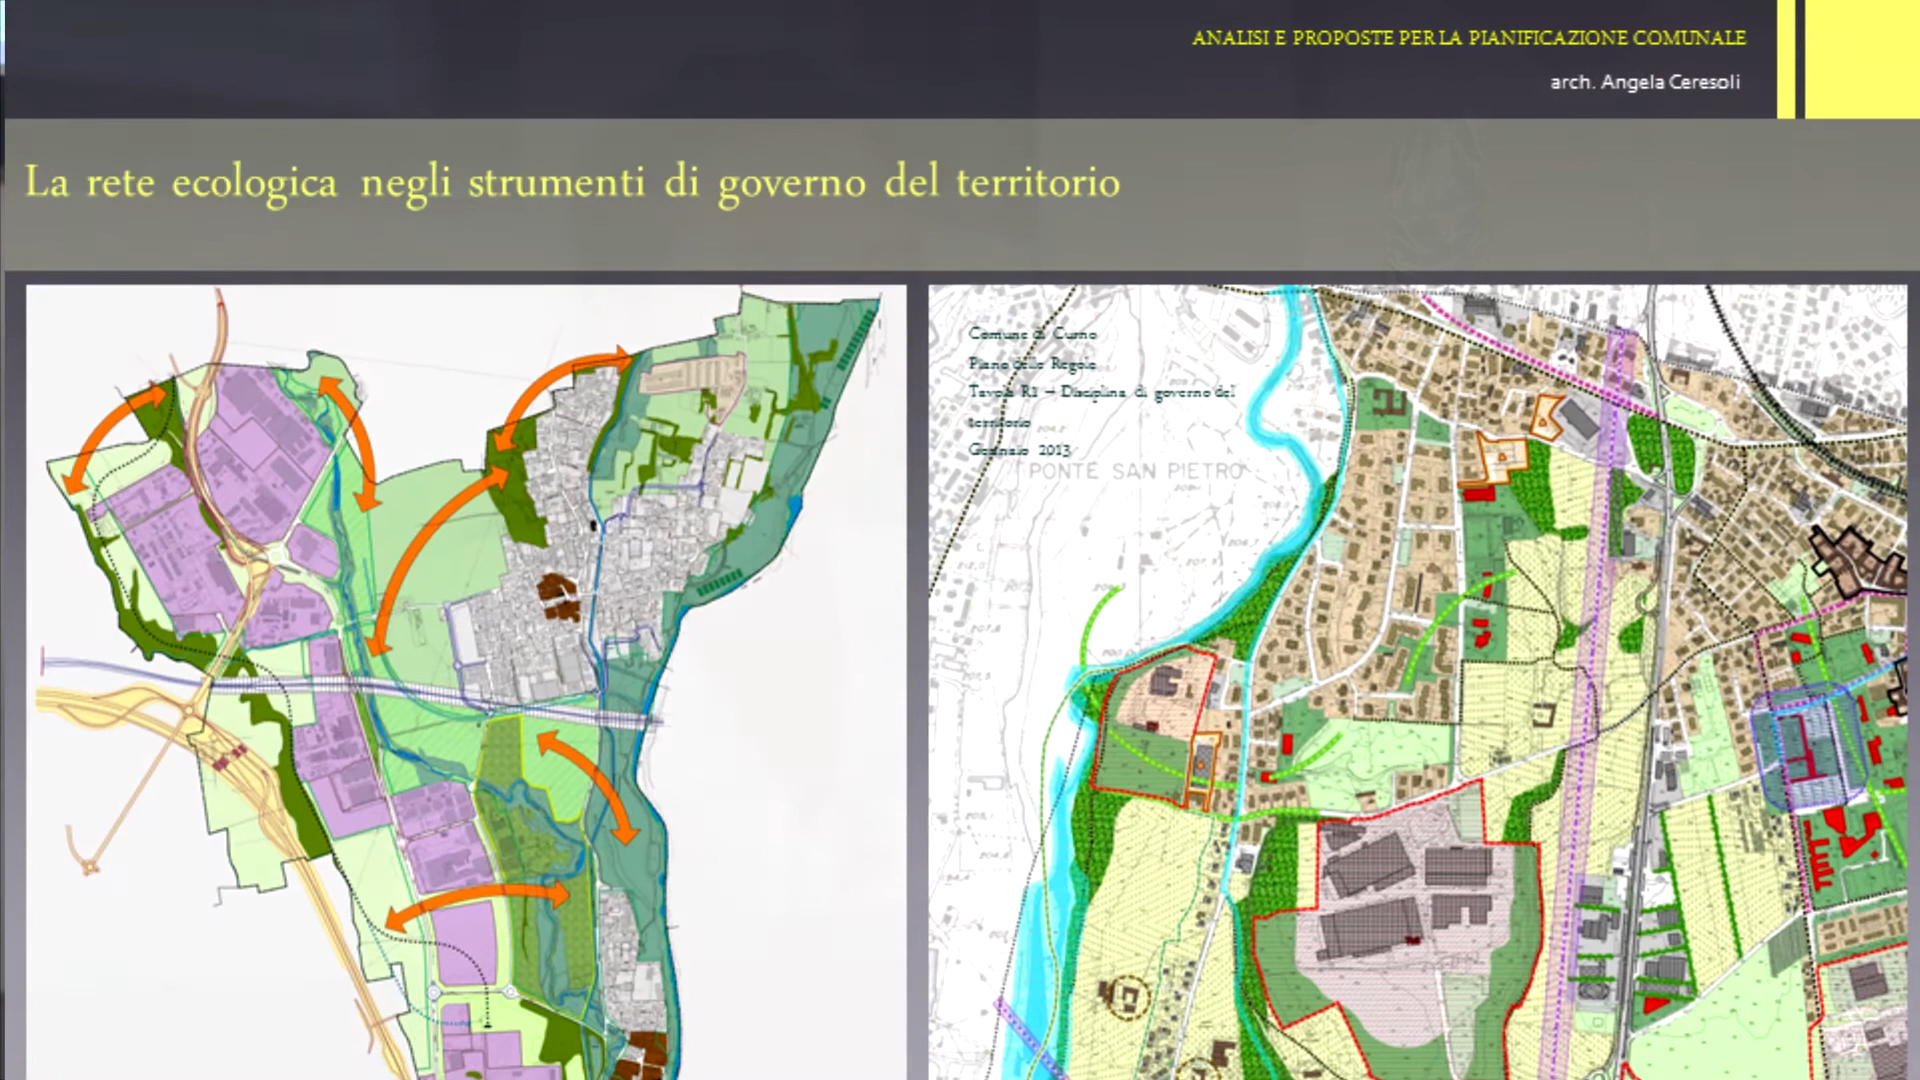 ANALISI E PROPOSTE PER LA PIANIFICAZIONE COMUNALE
arch. Angela Ceresoli
La rete ecologica negli strumenti di governo del territorio
Comune di Curno
Piano delle Regole
Tavola R1 – Disciplina di governo del
territorio
Gennaio 2013
PONTE SAN PIETRO